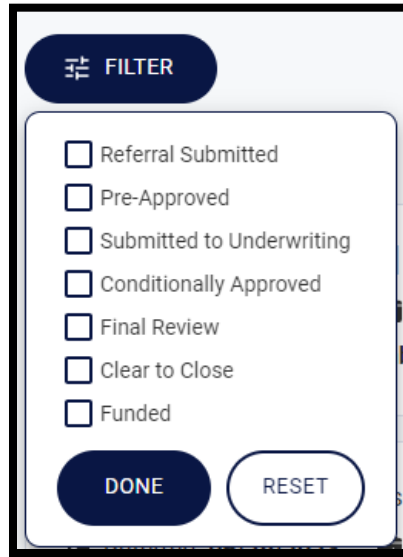 FILTER
Referral Submitted
Pre-Approved
Submitted to Underwriting
Conditionally Approved
Final Review
Clear to Close
Funded
DONE RESET